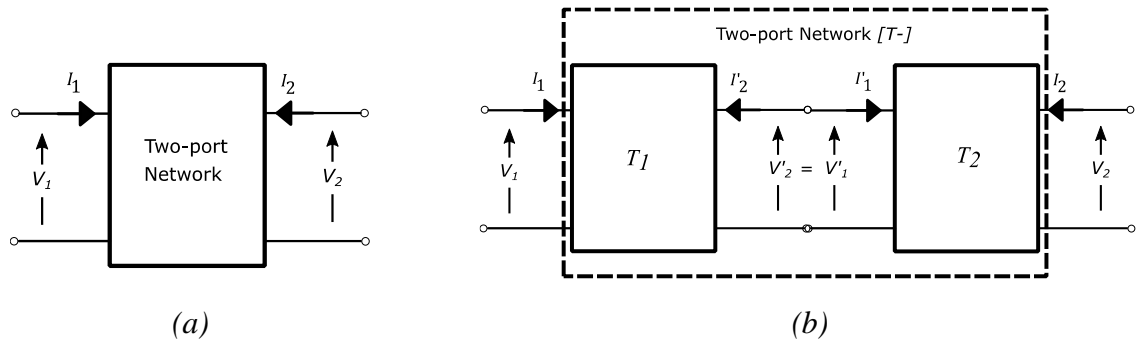 I1
I2
V1
Two-port
Network
V2
(a)
Two-port Network [T-]
I1
I'2
I'1
I2
V1
T1
V'2 = V'1
T2
V2
(b)